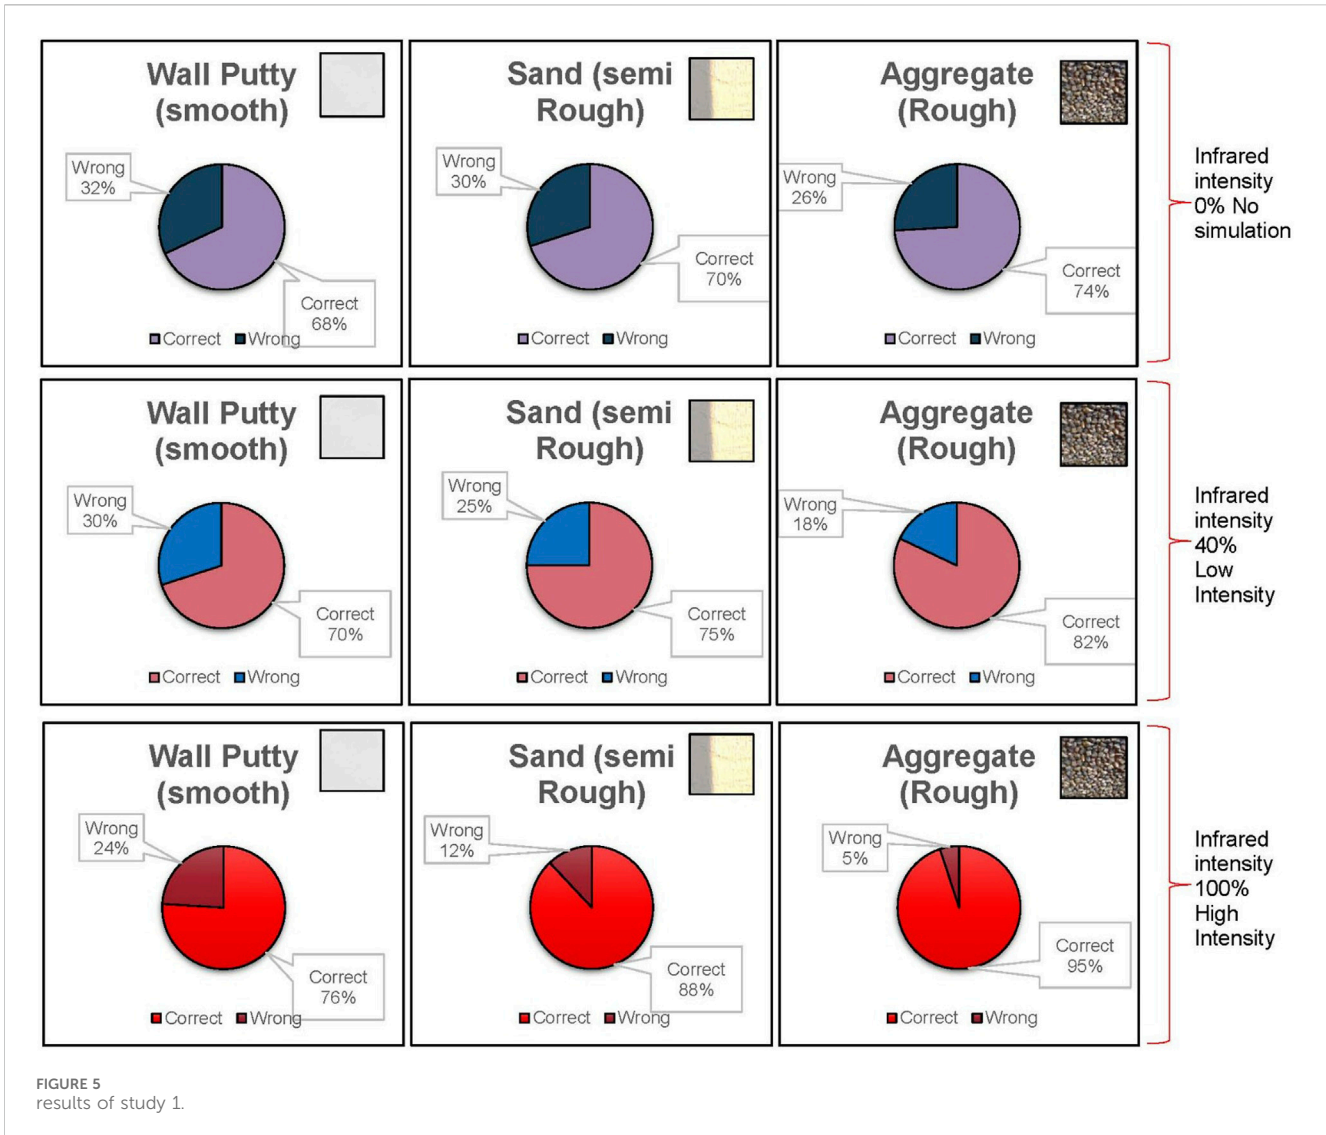 Wall Putty
(smooth)
Wrong
32%
Correct
68%
Correct Wrong
Sand (semi
Rough)
Wrong
30%
Correct
70%
Correct Wrong
Aggregate
(Rough)
Wrong
26%
Correct
74%
Correct Wrong
Infrared
intensity
0% No
simulation
Wall Putty
(smooth)
Wrong
30%
Correct
70%
Correct Wrong
Sand (semi
Rough)
Wrong
25%
Correct
75%
Correct Wrong
Aggregate
(Rough)
Wrong
18%
Correct
82%
Correct Wrong
Infrared
intensity
40%
Low
Intensity
Wall Putty
(smooth)
Wrong
24%
Correct
76%
Correct Wrong
Sand (semi
Rough)
Wrong
12%
Correct
88%
Correct Wrong
Aggregate
(Rough)
Wrong
5%
Correct
95%
Correct Wrong
Infrared
intensity
100%
High
Intensity
FIGURE 5
results of study 1.